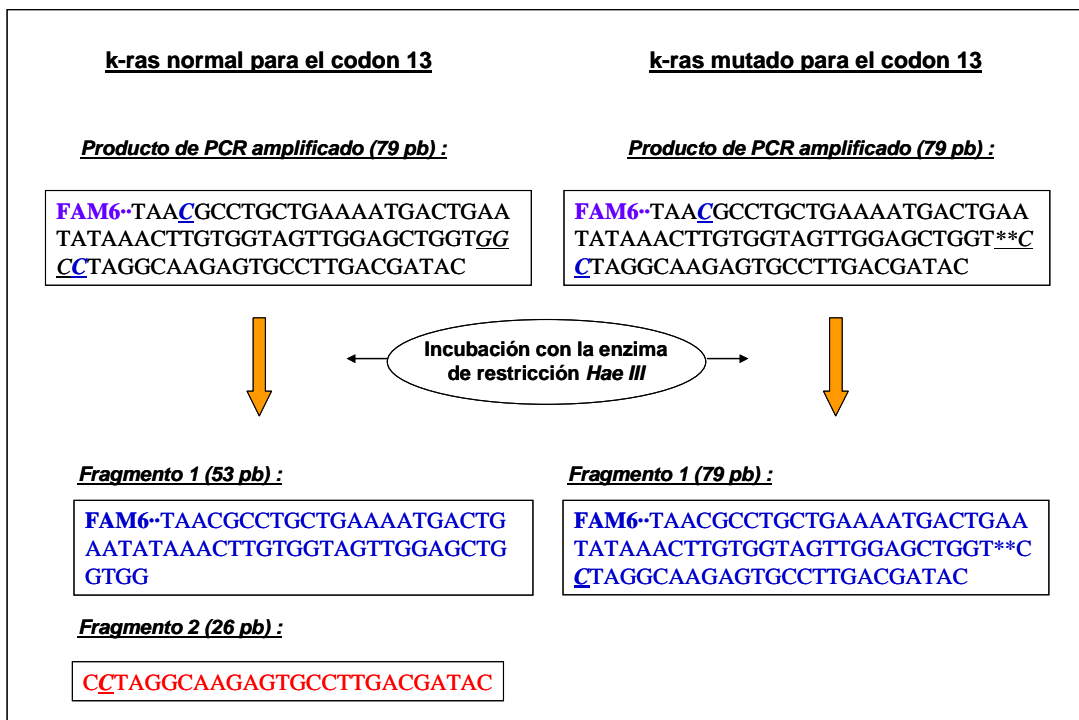 k-ras normal para el codon 13
k-ras mutado para el codon 13
Producto de PCR amplificado (79 pb) :
Producto de PCR amplificado (79 pb) :
FAM6··TAACGCCTGCTGAAAATGACTGAA
TATAAACTTGTGGTAGTTGGAGCTGGTGG
CCTAGGCAAGAGTGCCTTGACGATAC
FAM6··TAACGCCTGCTGAAAATGACTGAA
TATAAACTTGTGGTAGTTGGAGCTGGT**C
CTAGGCAAGAGTGCCTTGACGATAC
Incubación con la enzima
de restricción Hae III
Fragmento 1 (53 pb) :
FAM6··TAACGCCTGCTGAAAATGACTG
AATATAAACTTGTGGTAGTTGGAGCTG
GTGG
Fragmento 1 (79 pb) :
FAM6··TAACGCCTGCTGAAAATGACTGAA
TATAAACTTGTGGTAGTTGGAGCTGGT**C
CTAGGCAAGAGTGCCTTGACGATAC
Fragmento 2 (26 pb) :
CCTAGGCAAGAGTGCCTTGACGATAC